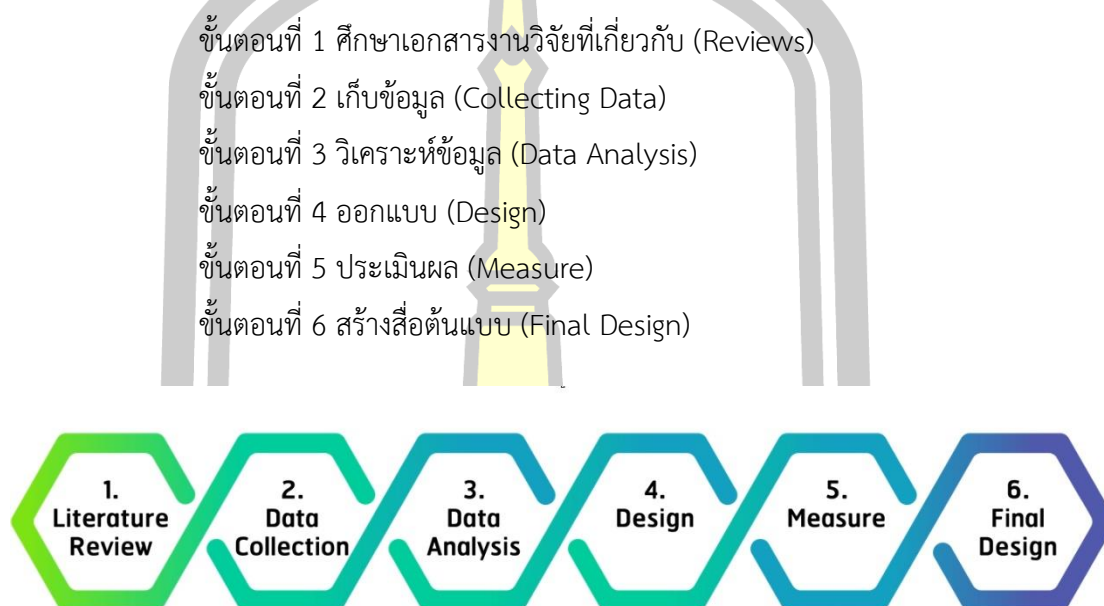 ขั้นตอนที่ 1 ศึกษาเอกสารงานวิจัยที่เกี่ยวกับ (Reviews)
ขั้นตอนที่ 2 เก็บข้อมูล (Collecting Data)
ขั้นตอนที่ 3 วิเคราะห์ข้อมูล (Data Analysis)
ขั้นตอนที่ 4 ออกแบบ (Design)
ขั้นตอนที่ 5 ประเมินผล (Measure)
ขั้นตอนที่ 6 สร้างสื่อต้นแบบ (Final Design)
1.
Literature
Review
2.
Data
Collection
3.
Data
Analysis
4.
Design
5.
Measure
6.
Final
Design